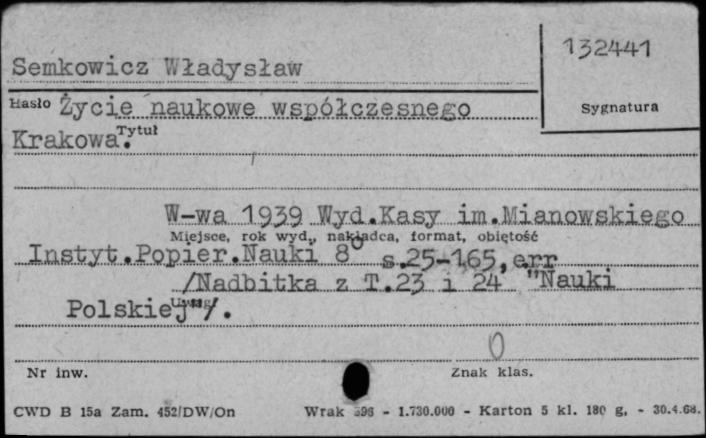 132441
Semkowicz Władysław
Hasło Życie naukowe współczesnego
Sygnatura
Krakowa. Tytuł
W-wa 1939 Wyd.Kasy im.Mianowskiego
Miejsce, rok wyd., nakładca, format, objętość
Instyt.Popier.Nauki 8° s.25-165, err
/Nadbitka z T.23 i 24 "Nauki
Polskiej"/. Uwagi
0
Nr inw.
Znak klas.
CWD B 15a Zam. 452/DW/On Wrak 396 - 1.730.000 - Karton 5 kl. 180 g. - 30.4.68.